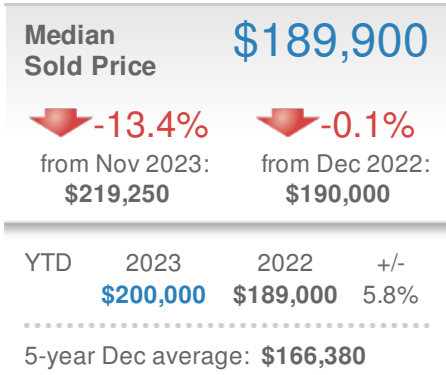 Median
Sold Price
$189,900
-13.4%
from Nov 2023:
$219,250
-0.1%
from Dec 2022:
$190,000
YTD 2023 2022 +/-
$200,000 $189,000 5.8%
5-year Dec average: $166,380